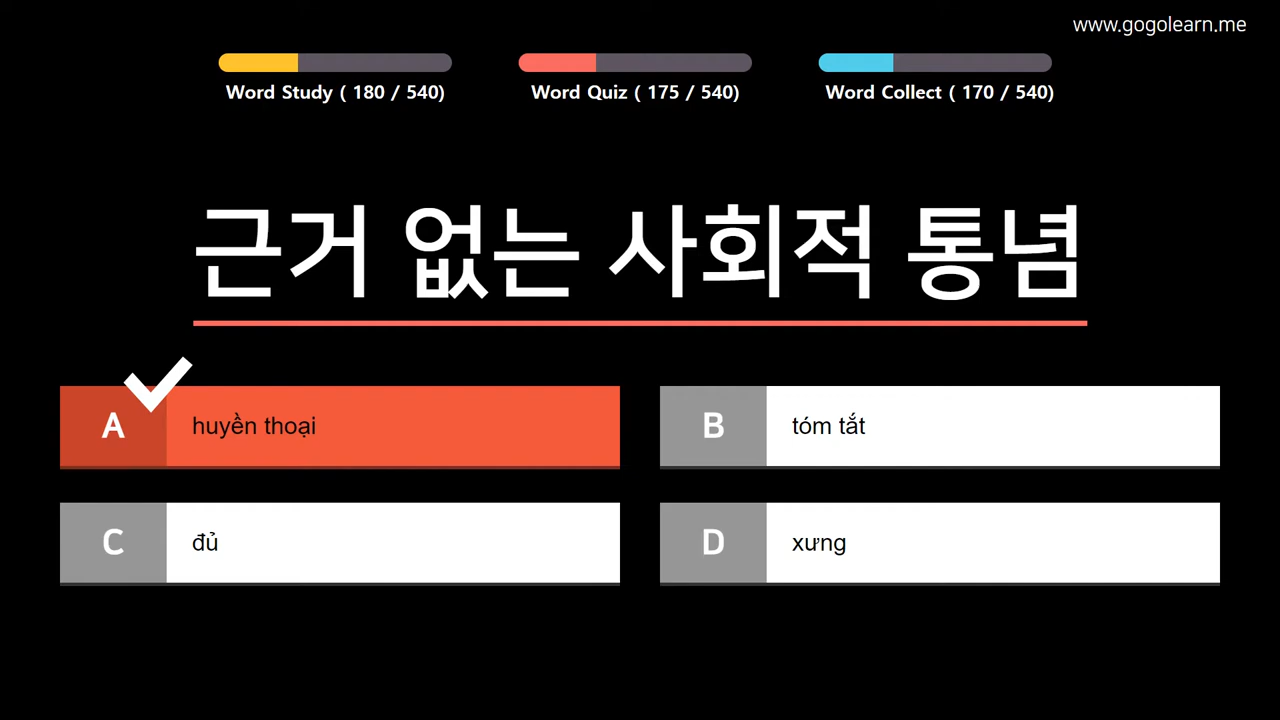 www.gogolearn.me
Word Study ( 180 / 540)
Word Quiz ( 175 / 540)
Word Collect ( 170 / 540)
근거 없는 사회적 통념
A huyền thoại
B tóm tắt
C đủ
D xưng